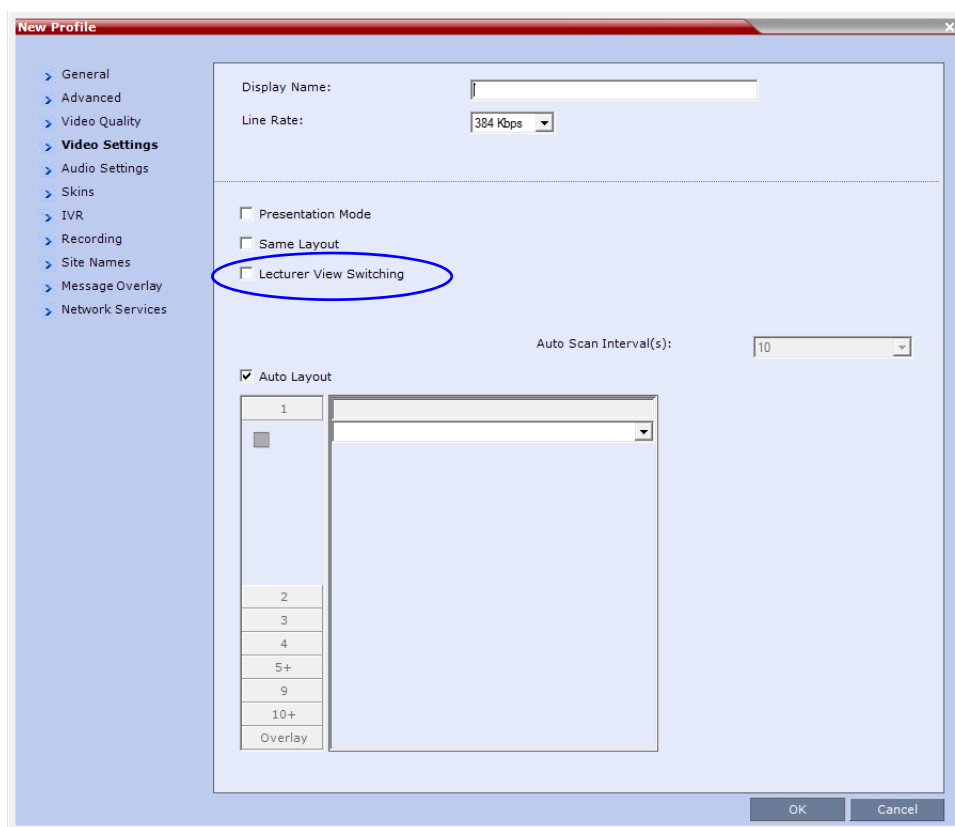 New Profile
General
Advanced
Video Quality
Video Settings
Audio Settings
Skins
IVR
Recording
Site Names
Message Overlay
Network Services
Display Name:
Line Rate: 384 Kbps
Presentation Mode
Same Layout
Lecturer View Switching
Auto Scan Interval(s): 10
Auto Layout
1
2
3
4
5+
9
10+
Overlay
OK Cancel